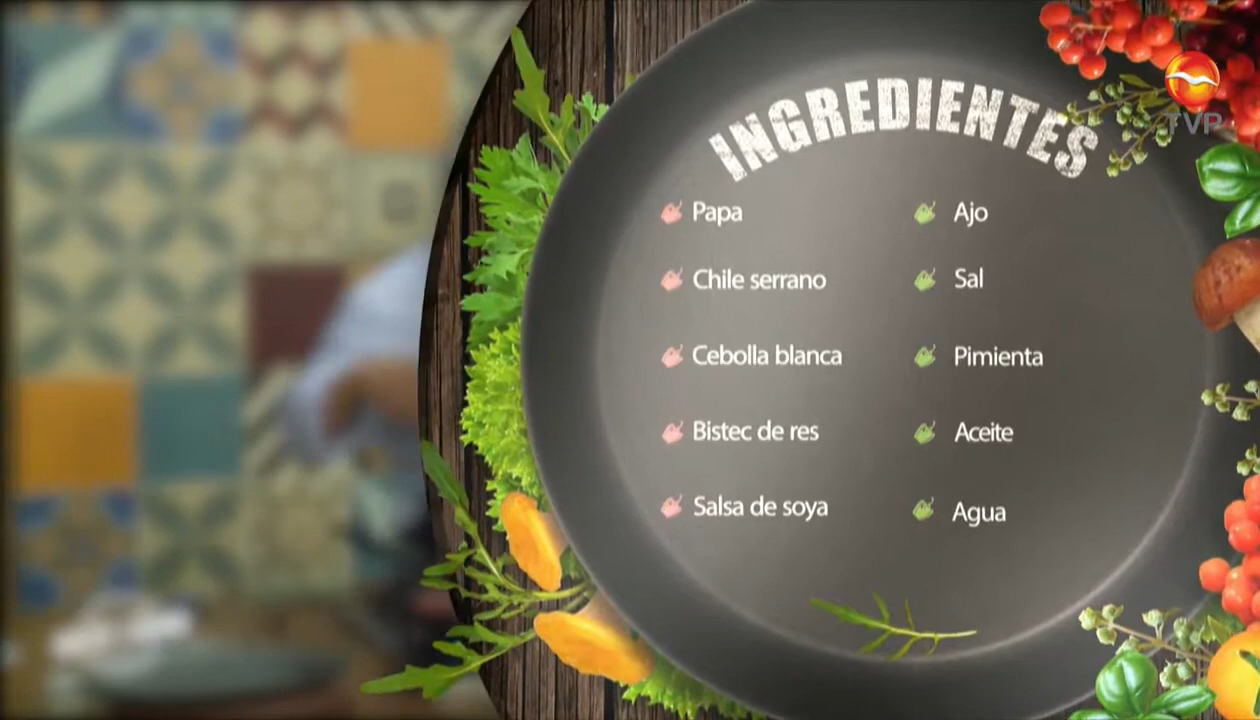 TVP
INGREDIENTES
Papa
Chile serrano
Cebolla blanca
Bistec de res
Salsa de soya
Ajo
Sal
Pimienta
Aceite
Agua